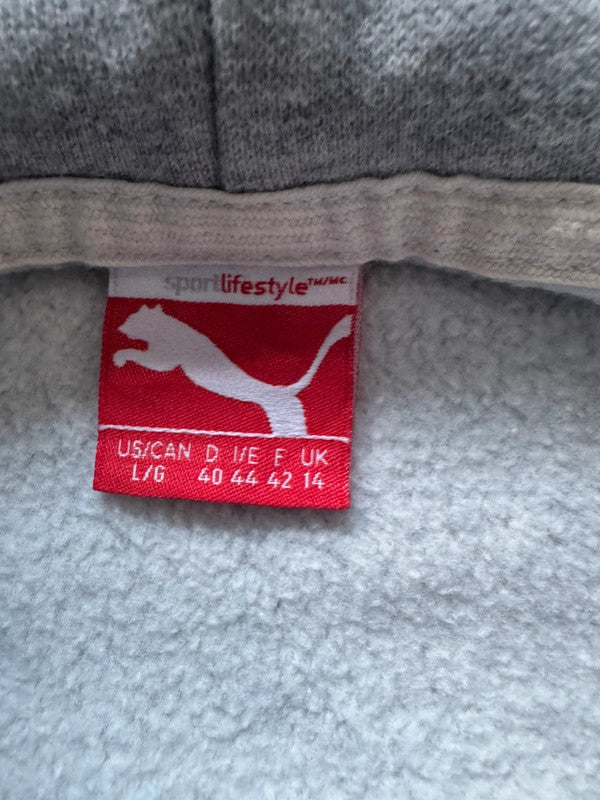 sportlifestyle™/MC
US/CAN D I/E F UK
L/G 40 44 42 14